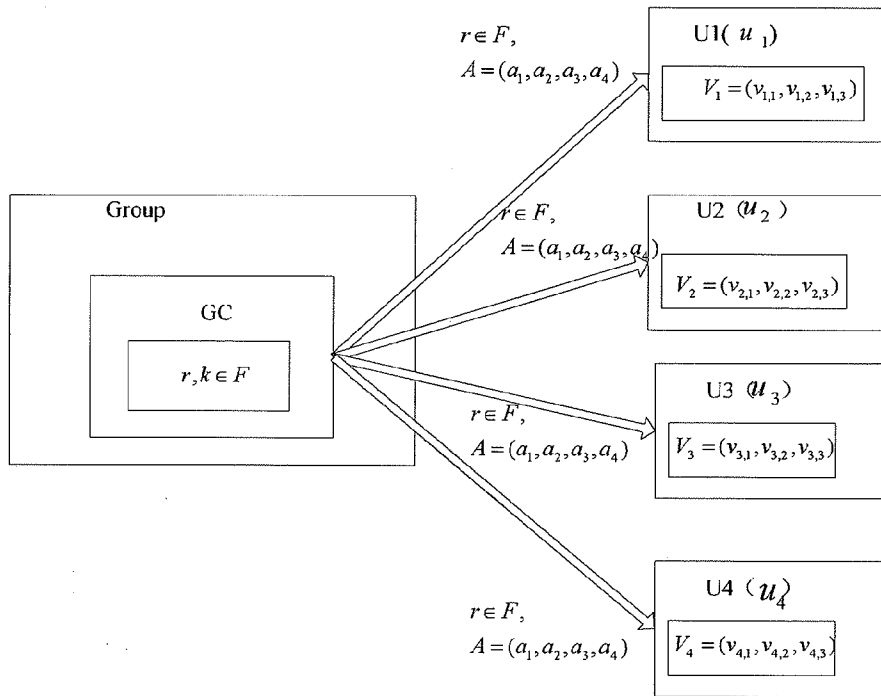 r ∈ F,
A = (a₁, a₂, a₃, a₄)
U1( u ₁)
V₁ = (v₁,₁, v₁,₂, v₁,₃)
Group
r ∈ F,
A = (a₁, a₂, a₃, a₄)
U2 (u₂)
V₂ = (v₂,₁, v₂,₂, v₂,₃)
GC
r, k ∈ F
U3 (u₃)
r ∈ F,
A = (a₁, a₂, a₃, a₄)
V₃ = (v₃,₁, v₃,₂, v₃,₃)
U4 (u₄)
r ∈ F,
A = (a₁, a₂, a₃, a₄)
V₄ = (v₄,₁, v₄,₂, v₄,₃)